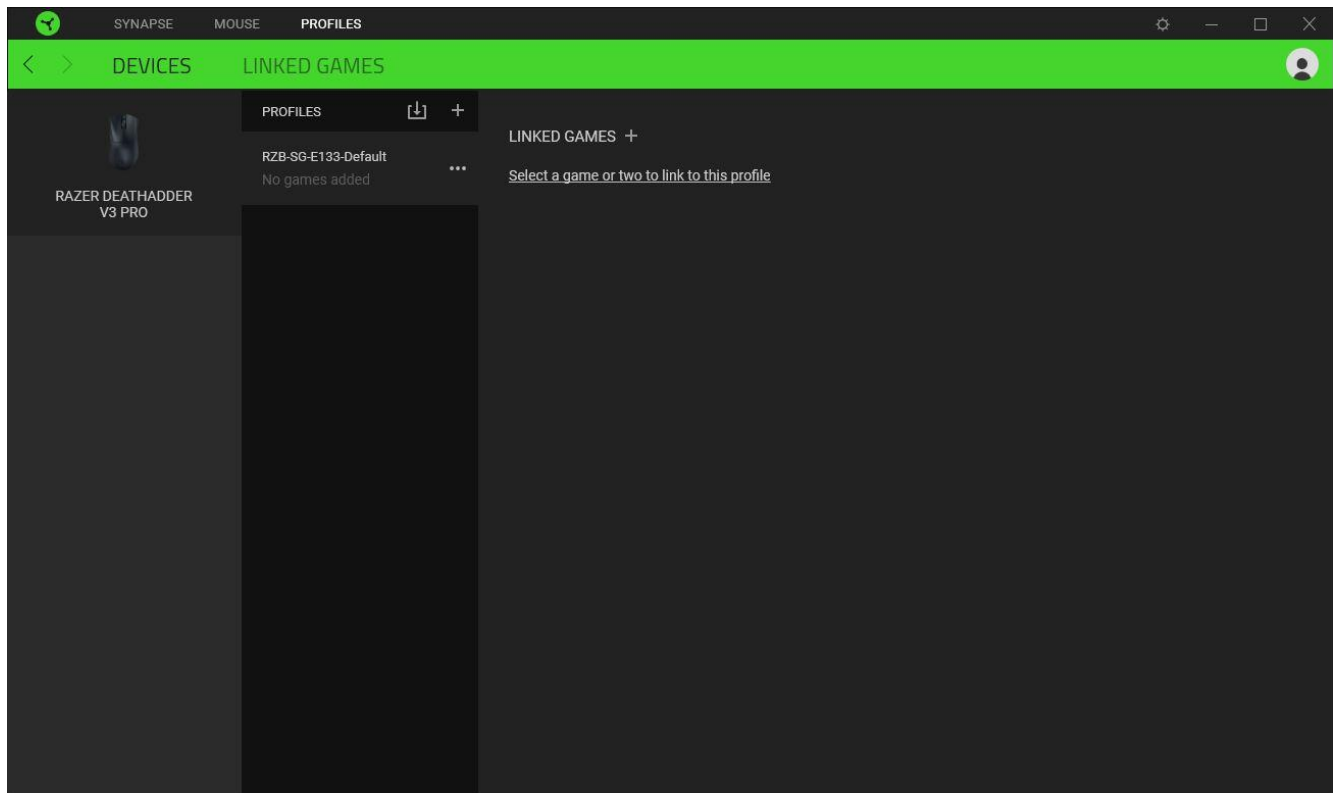 SYNAPSE MOUSE PROFILES
DEVICES LINKED GAMES
RAZER DEATHADDER
V3 PRO
PROFILES
RZB-SG-E133-Default
No games added
LINKED GAMES
Select a game or two to link to this profile